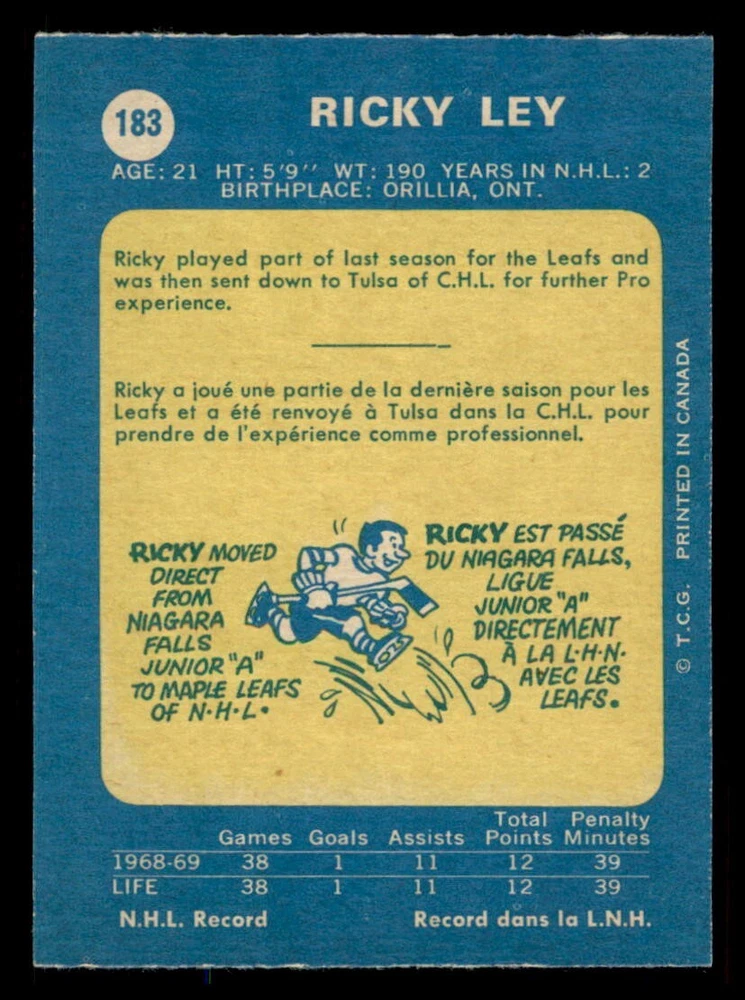 183
RICKY LEY
AGE: 21 HT: 5'9'' WT: 190 YEARS IN N.H.L.: 2
BIRTHPLACE: ORILLIA, ONT.
Ricky played part of last season for the Leafs and
was then sent down to Tulsa of C.H.L. for further Pro
experience.
Ricky a joué une partie de la dernière saison pour les
Leafs et a été renvoyé à Tulsa dans la C.H.L. pour
prendre de l'expérience comme professionnel.
RICKY MOVED
DIRECT
FROM
NIAGARA
FALLS
JUNIOR "A"
TO MAPLE LEAFS
OF N·H·L·
RICKY EST PASSÉ
DU NIAGARA FALLS,
LIGUE
JUNIOR "A"
DIRECTEMENT
À LA L·H·N·
AVEC LES
LEAFS.
© T.C.G. PRINTED IN CANADA
Games Goals Assists Total Points Penalty Minutes
1968-69 38 1 11 12 39
LIFE 38 1 11 12 39
N.H.L. Record Record dans la L.N.H.